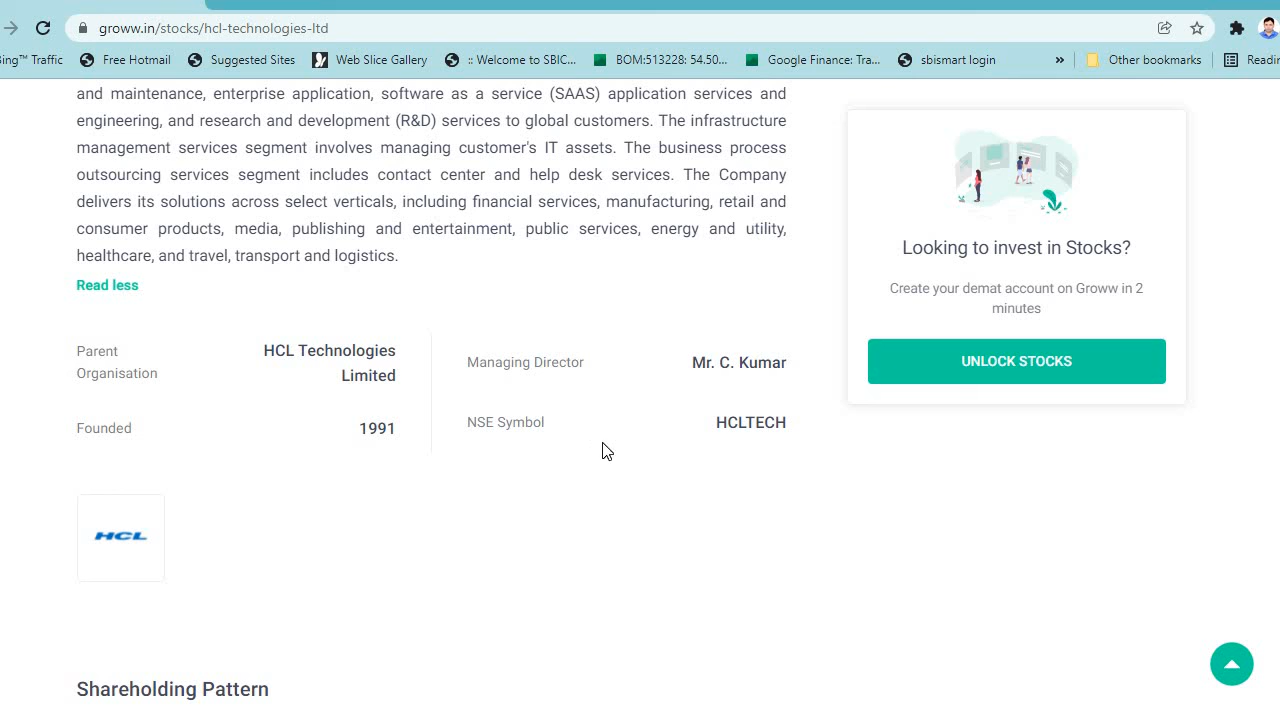 groww.in/stocks/hcl-technologies-ltd
ing™ Traffic Free Hotmail Suggested Sites Web Slice Gallery :: Welcome to SBIC... BOM:513228: 54.50... Google Finance: Tra... sbismart login » Other bookmarks Readin
and maintenance, enterprise application, software as a service (SAAS) application services and
engineering, and research and development (R&D) services to global customers. The infrastructure
management services segment involves managing customer's IT assets. The business process
outsourcing services segment includes contact center and help desk services. The Company
delivers its solutions across select verticals, including financial services, manufacturing, retail and
consumer products, media, publishing and entertainment, public services, energy and utility,
healthcare, and travel, transport and logistics.
Read less
Parent
Organisation
HCL Technologies
Limited
Founded 1991
Managing Director Mr. C. Kumar
NSE Symbol HCLTECH
HCL
Shareholding Pattern
Looking to invest in Stocks?
Create your demat account on Groww in 2
minutes
UNLOCK STOCKS